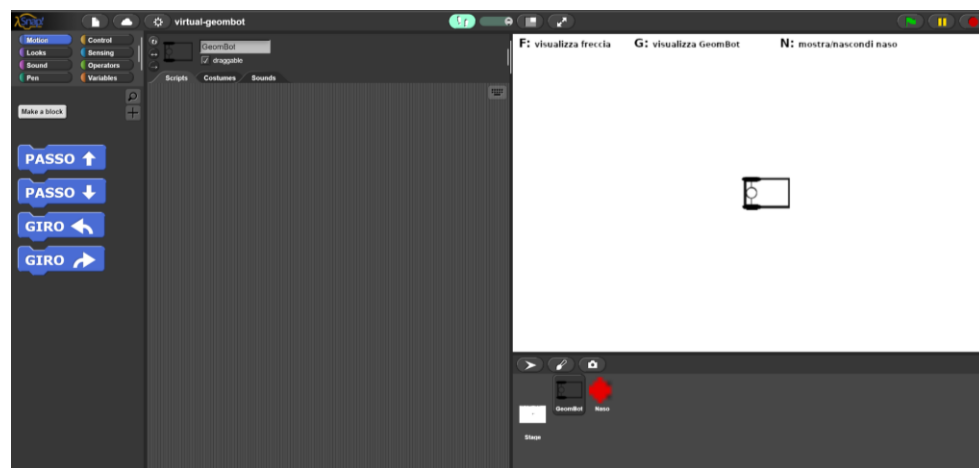 Snap!
virtual-geombot
Motion Control
Looks Sensing
Sound Operators
Pen Variables
Make a block
PASSO
PASSO
GIRO
GIRO
GeomBot
draggable
Scripts Costumes Sounds
F: visualizza freccia G: visualizza GeomBot N: mostra/nascondi naso
GeomBot Naso
Stage